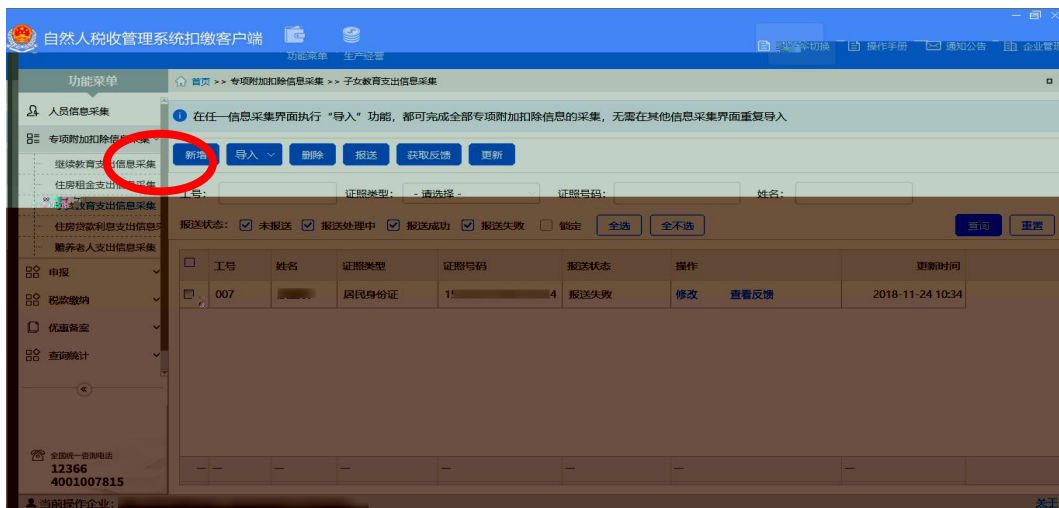 自然人税收管理系统扣缴客户端
功能菜单 生产经营
切换 操作手册 通知公告 企业管
功能菜单
首页 >> 专项附加扣除信息采集 >> 子女教育支出信息采集
人员信息采集
在任一信息采集界面执行“导入”功能，都可完成全部专项附加扣除信息的采集，无需在其他信息采集界面重复导入
专项附加扣除信息采集
新增 导入 删除 报送 获取反馈 更新
继续教育支出信息采集
住房租金支出信息采集
工号: 证照类型: - 请选择 - 证照号码: 姓名:
教育支出信息采集
住房贷款利息支出信息采
报送状态: 未报送 报送处理中 报送成功 报送失败 锁定 全选 全不选 查询 重置
赡养老人支出信息采集
工号 姓名 证照类型 证照号码 报送状态 操作 更新时间
申报
007 居民身份证 15 4 报送失败 修改 查看反馈 2018-11-24 10:34
税款缴纳
优惠备案
查询统计
全国统一咨询电话
12366
4001007815
-- -- -- -- -- -- -- --
当前操作企业: 关于